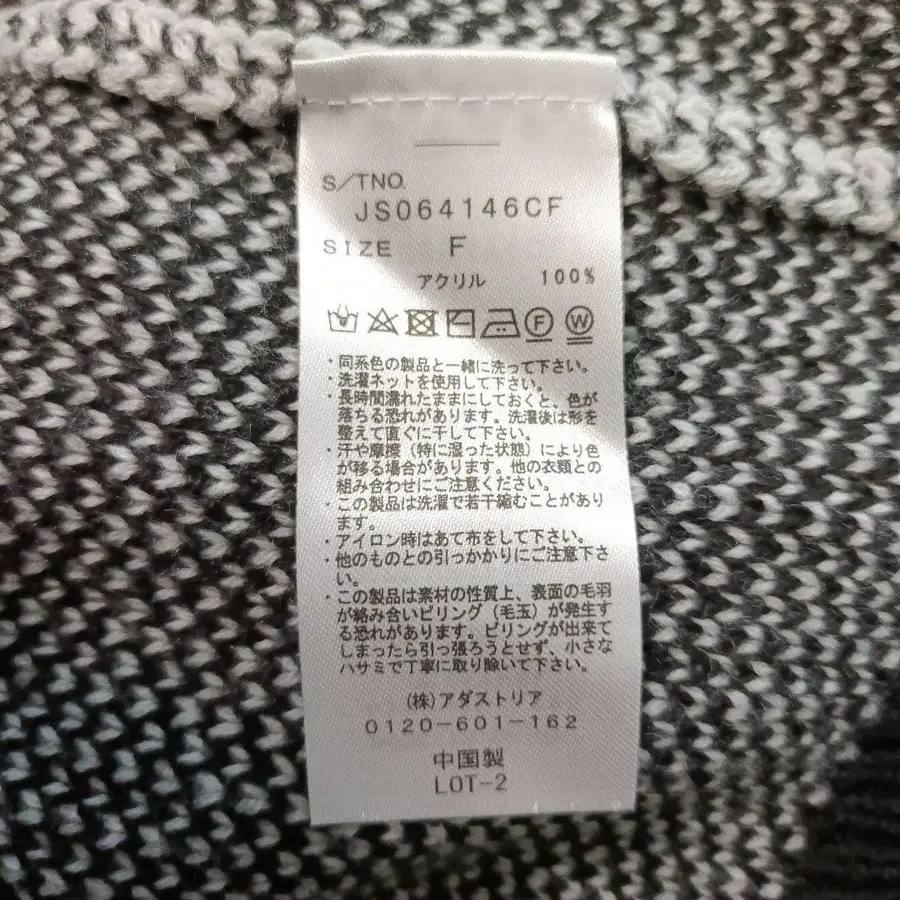 S/TNO.
JS064146CF
SIZE F
アクリル 100%
F W
・同系色の製品と一緒に洗って下さい。
・洗濯ネットを使用して下さい。
・長時間濡れたままにしておくと、色が
落ちる恐れがあります。洗濯後は形を
整えて直ぐに干して下さい。
・汗や摩擦（特に湿った状態）により色
が移る場合があります。他の衣類との
組み合わせにご注意ください。
・この製品は洗濯で若干縮むことがあり
ます。
・アイロン時はあて布をして下さい。
・他のものとの引っかかりにご注意下さ
い。
・この製品は素材の性質上、表面の毛羽
が絡み合いピリング（毛玉）が発生す
る恐れがあります。ピリングが出来て
しまったら引っ張ろうとせず、小さな
ハサミで丁寧に取り除いて下さい。
(株)アダストリア
0120-601-162
中国製
LOT-2